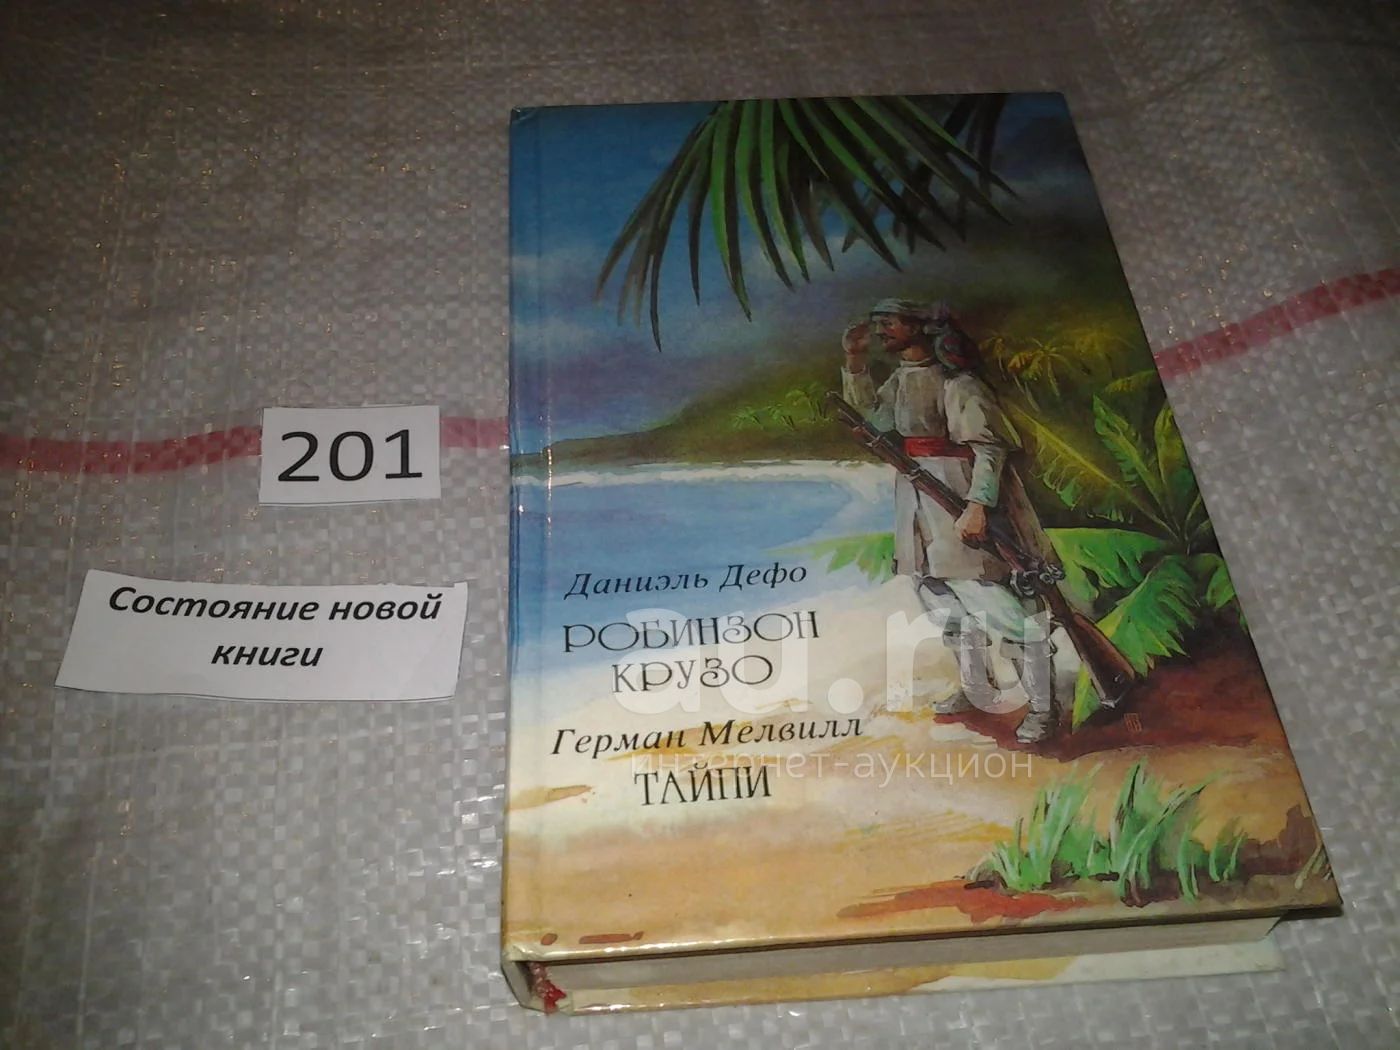 201
Состояние новой
книги
Даниэль Дефо
РОБИНЗОН
КРУЗО
Герман Мелвилл
ТАЙПИ
au.ru
интернет-аукцион